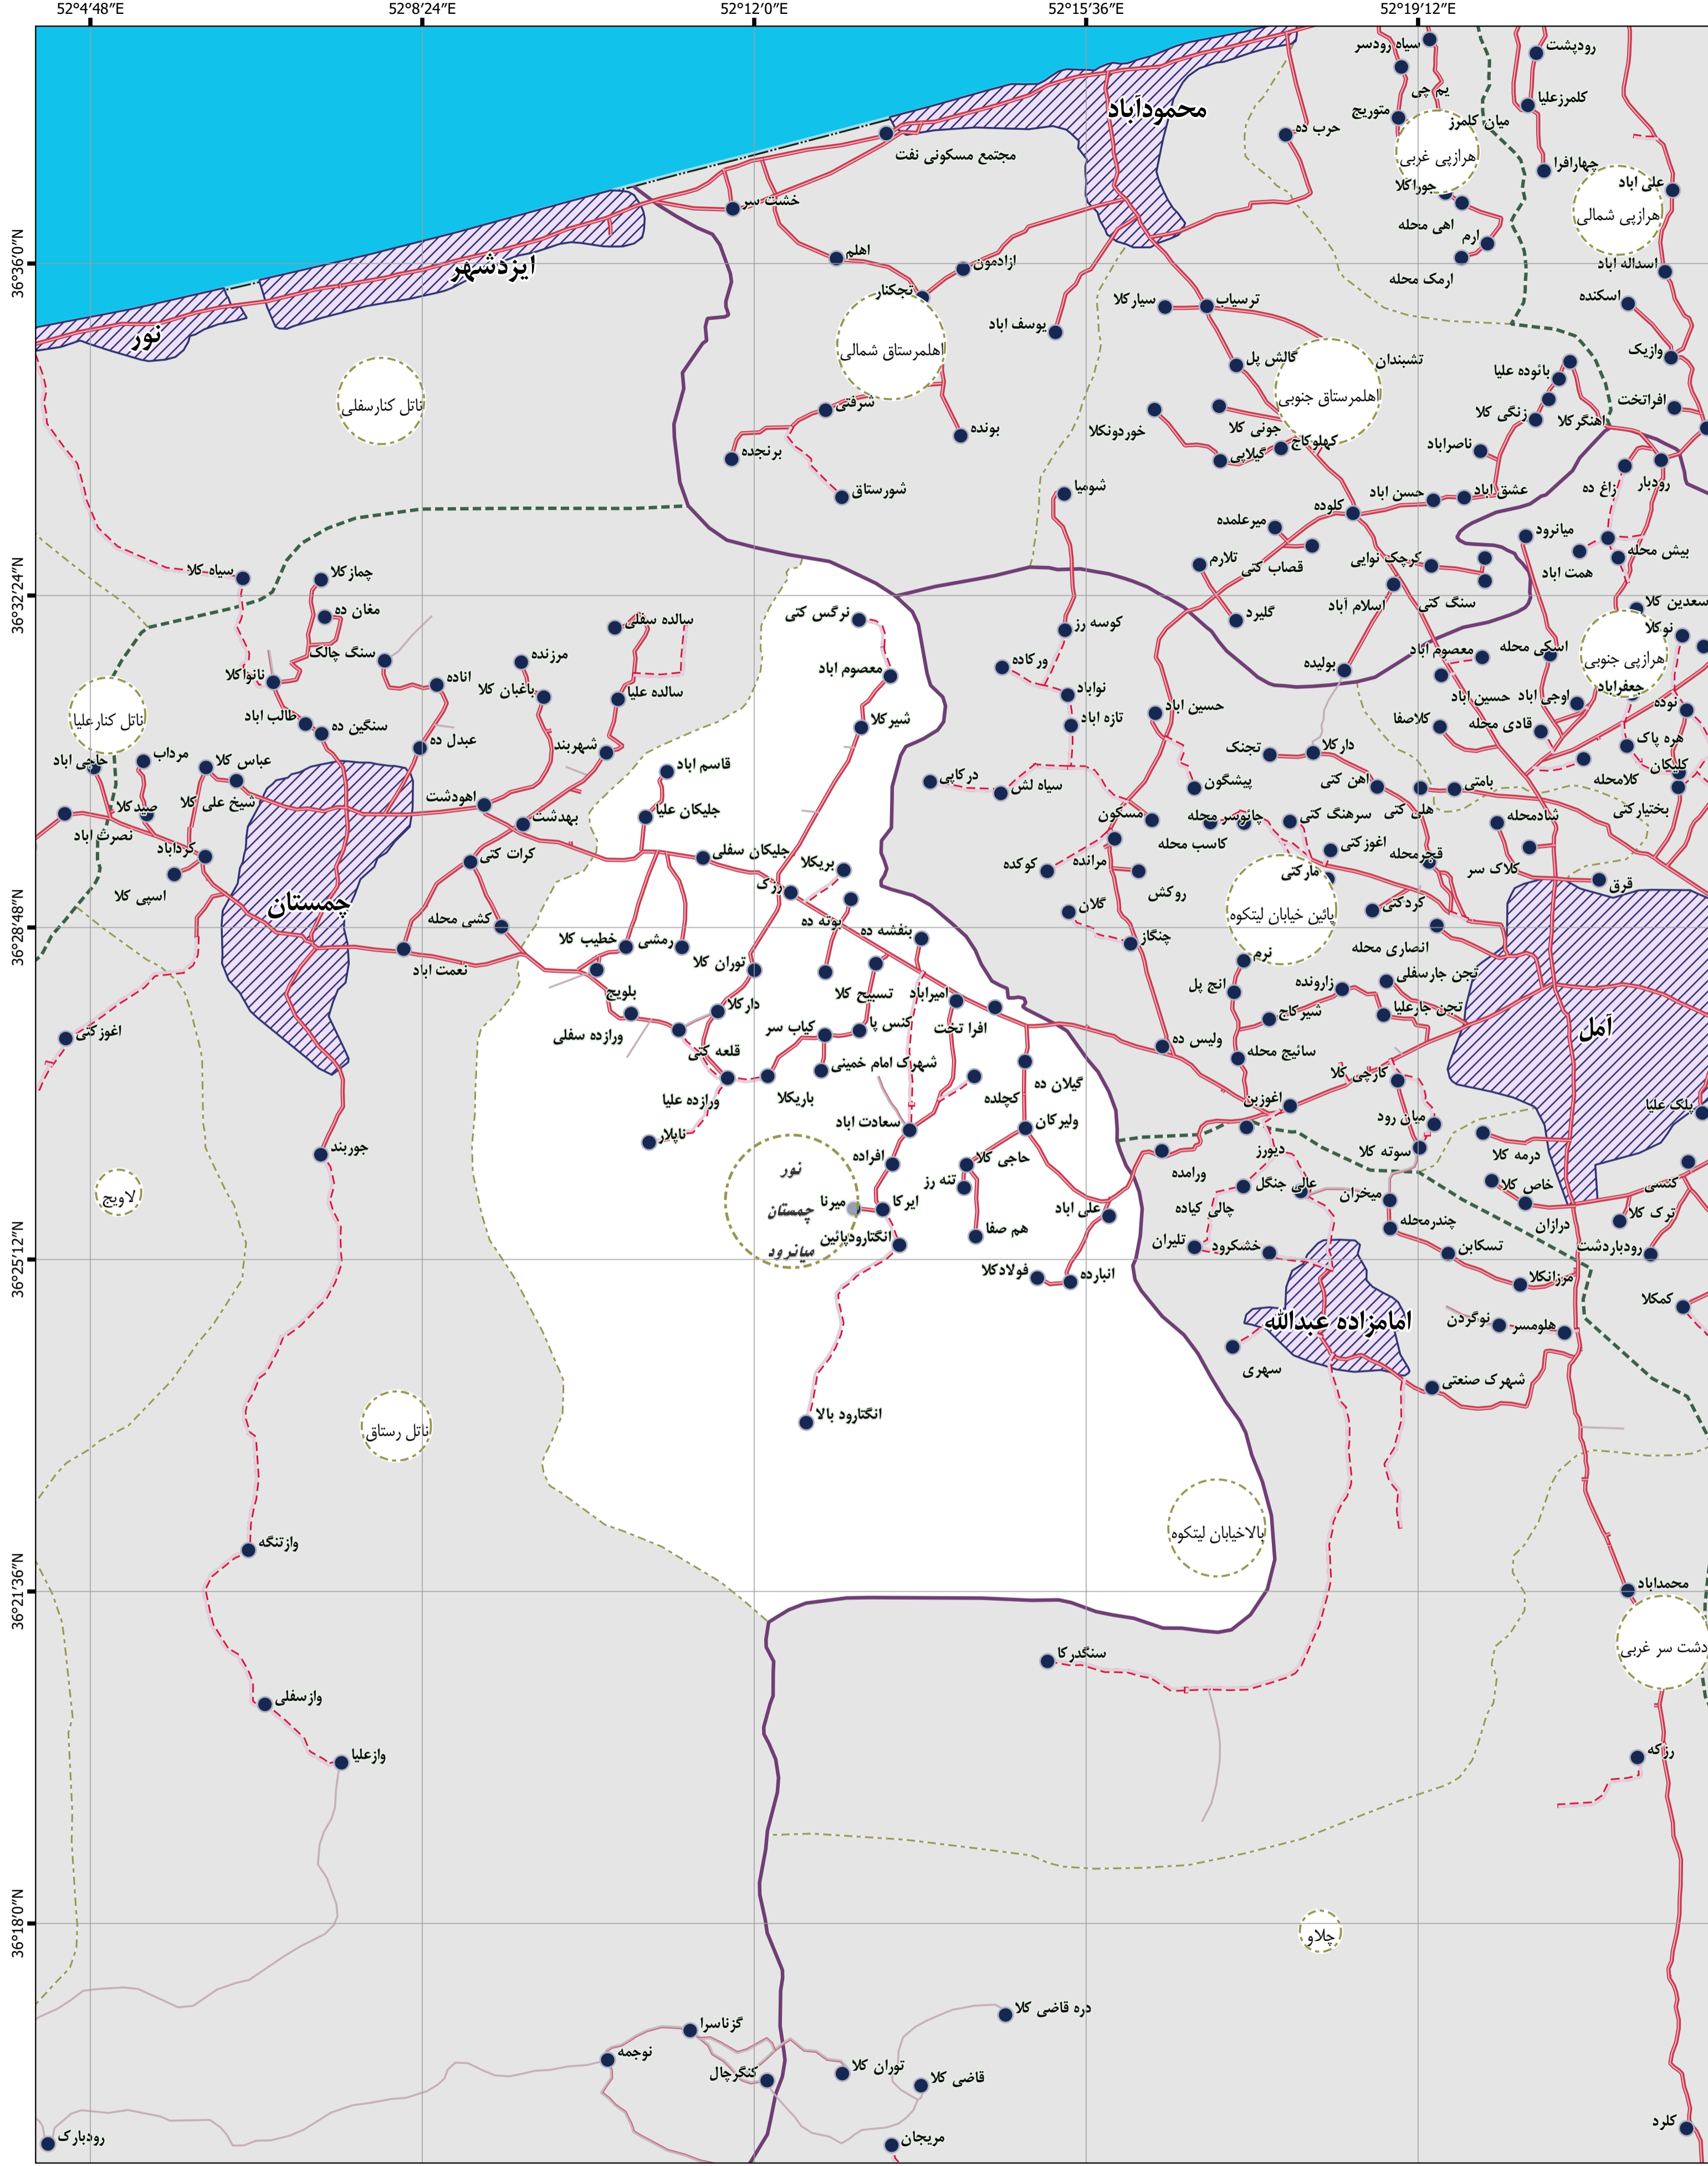 52°4′48″E
52°8′24″E
52°12′0″E
52°15′36″E
52°19′12″E
36°36′0″N
36°32′24″N
36°28′48″N
36°25′12″N
36°21′36″N
36°18′0″N
سیاه رودسر
رودپشت
یم چی
کلمرزعلیا
محمودآباد
متوریج
میان کلمرز
حرب ده
مجتمع مسکونی نفت
هرازپی غربی
چهارافرا
جوراکلا
علی اباد
خشت سر
هرازپی شمالی
اهی محله
ارم
اهلم
ازادمون
ایزدشهر
اسداله اباد
ارمک محله
تجکنار
سیارکلا
ترسیاب
اسکنده
نور
یوسف اباد
اهلمرستاق شمالی
گالش پل
تشبندان
وازیک
بائوده علیا
ناتل کنارسفلی
اهلمرستاق جنوبی
شرفتی
افراتخت
زنگی کلا
اهنگرکلا
بونده
خوردونکلا
جونی کلا
کهلوکاج
ناصراباد
برنجده
گیلاپی
شورستاق
شومیا
حسن اباد
عشق اباد
زاغ ده
رودبار
کلوده
میرعلمده
میانرود
بیش محله
سیاه کلا
چمازکلا
تلارم
قصاب کتی
کرچک نوایی
همت اباد
اسلام آباد
سنگ کتی
سعدین کلا
مغان ده
نرگس کتی
گلیرد
سالده سفلی
کوسه رز
نوکلا
سنگ چالک
مرزنده
معصوم اباد
ورکاده
بولیده
معصوم اباد
اسکی محله
هرازپی جنوبی
نانواکلا
اناده
باغبان کلا
سالده علیا
نواباد
حسین اباد
اوجی اباد
جعفراباد
ناتل کنارعلیا
طالب اباد
سنگین ده
شیرکلا
تازه اباد
حسین اباد
کلاصفا
قادی محله
نوده
عبدل ده
شهربند
تجنک
دارکلا
هره پاک
حاجی اباد
مرداب
عباس کلا
قاسم اباد
درکاپی
سیاه لش
پیشگون
اهن کتی
بامتی
کلامحله
کلیکان
صیدکلا
شیخ علی کلا
اهودشت
جلیکان علیا
بهدشت
مسکون
چائوسر محله
سرهنگ کتی
هلی کتی
شادمحله
بختیارکتی
نصرت اباد
کرداباد
کرات کتی
جلیکان سفلی
بریکلا
کوکده
مرانده
کاسب محله
اغوزکتی
قجرمحله
رزک
مارکتی
کلاک سر
اسپی کلا
چمستان
کشی محله
بوته ده
گلان
روکش
قرق
کردکتی
بنفشه ده
پائین خیابان لیتکوه
خطیب کلا
رمشی
چنگاز
انصاری محله
نعمت اباد
توران کلا
نرم
تجن جارسفلی
بلویج
تسبیح کلا
امیراباد
انج پل
زارونده
دارکلا
تجن جارعلیا
اغوزکتی
ورازده سفلی
کیاب سر
کنس پا
افرا تخت
شیرکاج
آمل
قلعه کتی
ولیس ده
سائیج محله
شهرک امام خمینی
گیلان ده
کارچی کلا
ورازده علیا
باریکلا
کچلده
اغوزبن
پلک علیا
سعادت اباد
ولیرکان
میان رود
ناپلار
جوربند
افراده
حاجی کلا
ورامده
دیورز
سوته کلا
درمه کلا
نور
تنه رز
عالی جنگل
میخران
خاص کلا
کنسی
لاویج
چمستان
میرنا
ایرکا
علی اباد
چالی کیاده
چندرمحله
درازان
ترک کلا
میانرود
انگتارودپائین
هم صفا
تلیران
خشکرود
تسکابن
رودباردشت
فولادکلا
انبارده
مرزانکلا
کمکلا
امامزاده عبدالله
نوگردن
هلومسر
سهری
شهرک صنعتی
ناتل رستاق
انگتارود بالا
بالاخیابان لیتکوه
وازتنگه
محمداباد
سنگدرکا
دشت سر غربی
وازسفلی
وازعلیا
رزکه
چلاو
دره قاضی کلا
گزناسرا
نوجمه
کنگرچال
توران کلا
قاضی کلا
رودبارک
مریجان
کلرد